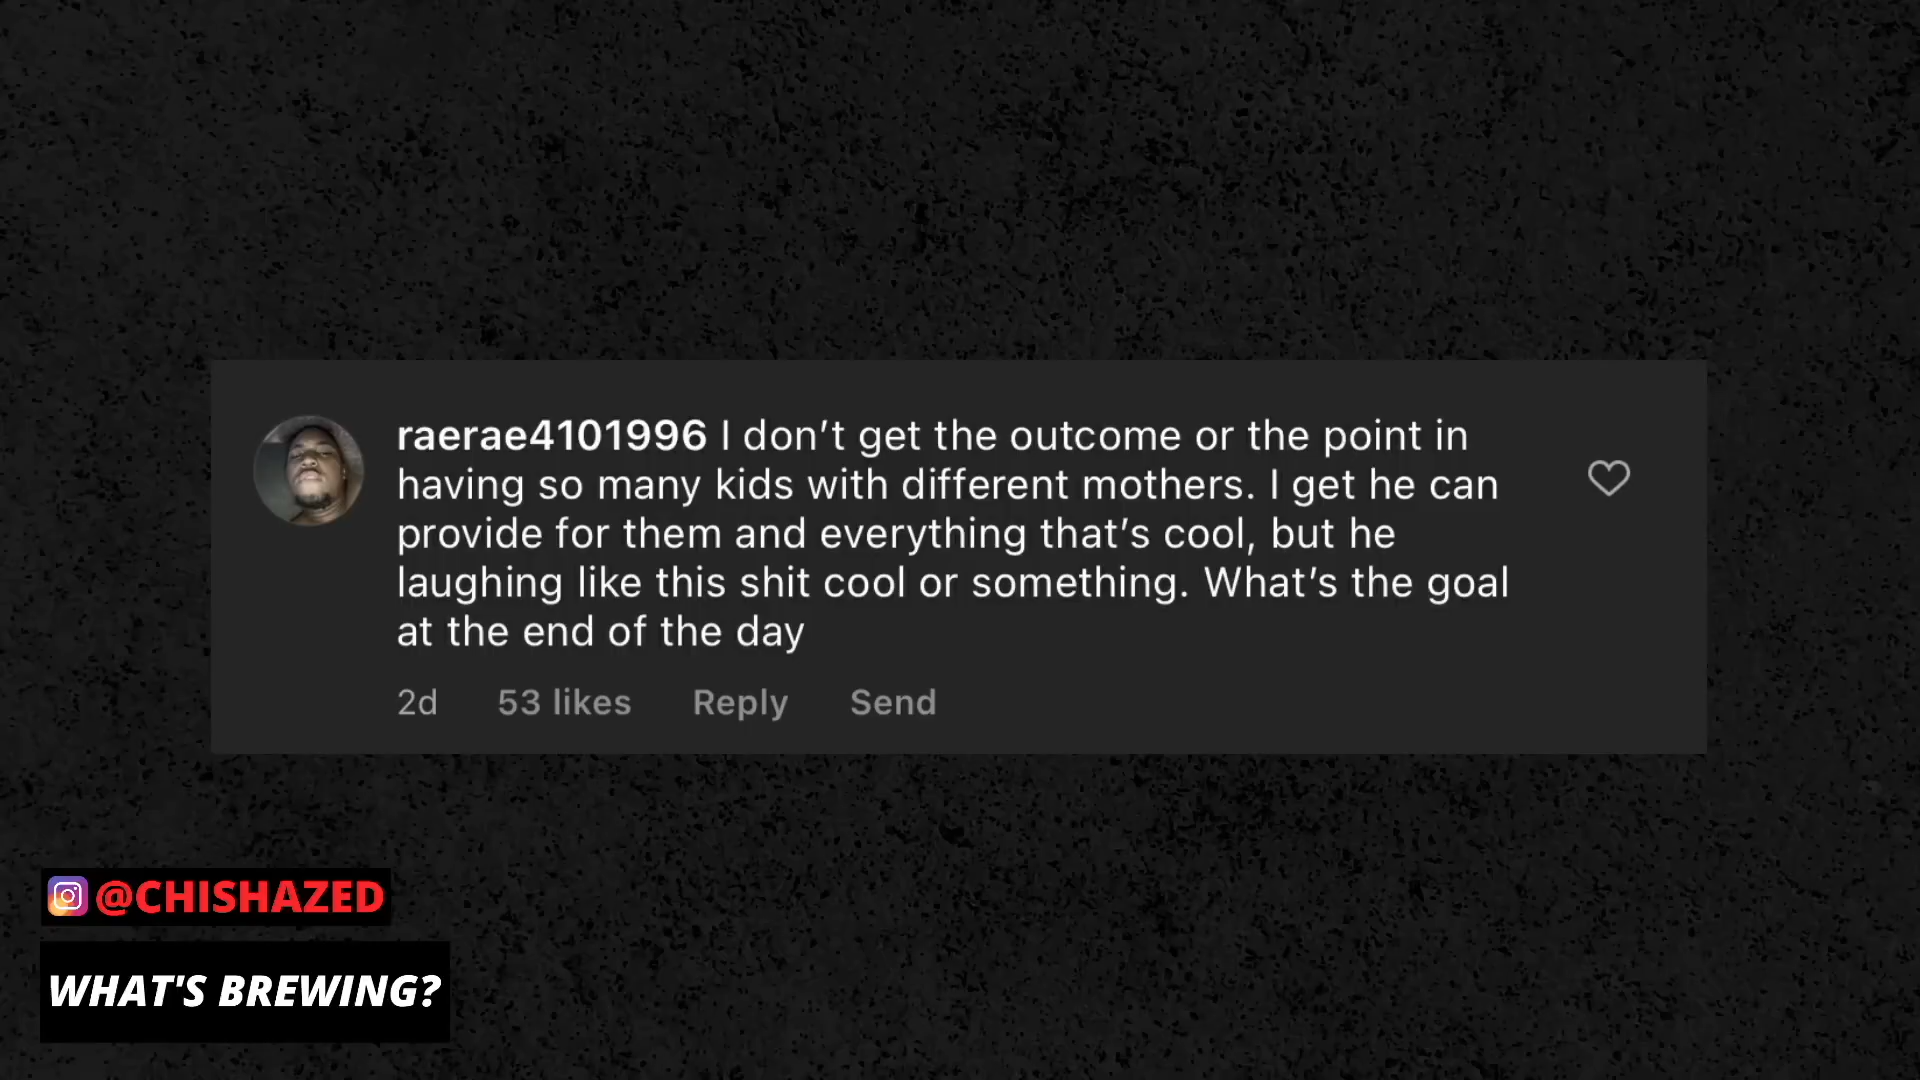 raerae4101996 I don’t get the outcome or the point in
having so many kids with different mothers. I get he can
provide for them and everything that’s cool, but he
laughing like this shit cool or something. What’s the goal
at the end of the day
2d 53 likes Reply Send
@CHISHAZED
WHAT'S BREWING?